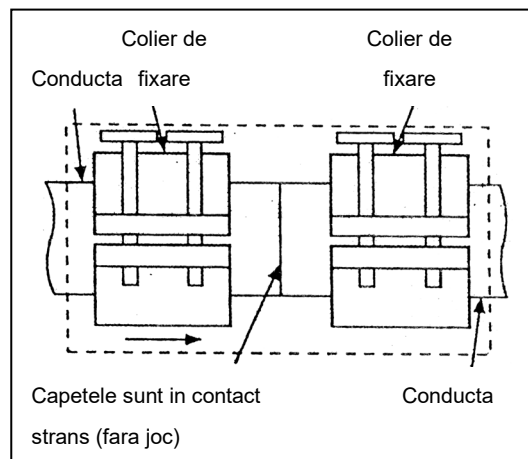 Colier de
fixare
Colier de
fixare
Conducta
Capetele sunt in contact
strans (fara joc)
Conducta